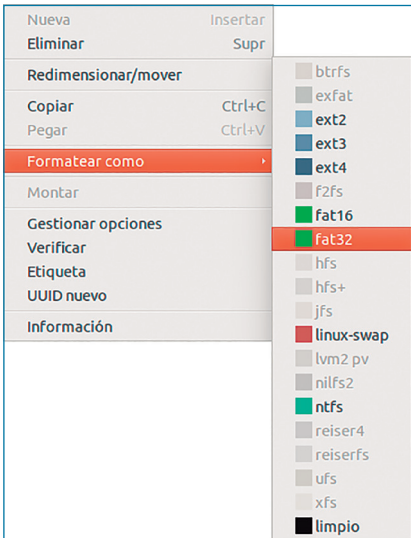 Nueva Insertar
Eliminar Supr
Redimensionar/mover
Copiar Ctrl+C
Pegar Ctrl+V
Formatear como
Montar
Gestionar opciones
Verificar
Etiqueta
UUID nuevo
Información
btrfs
exfat
ext2
ext3
ext4
f2fs
fat16
fat32
hfs
hfs+
jfs
linux-swap
lvm2 pv
nilfs2
ntfs
reiser4
reiserfs
ufs
xfs
limpio